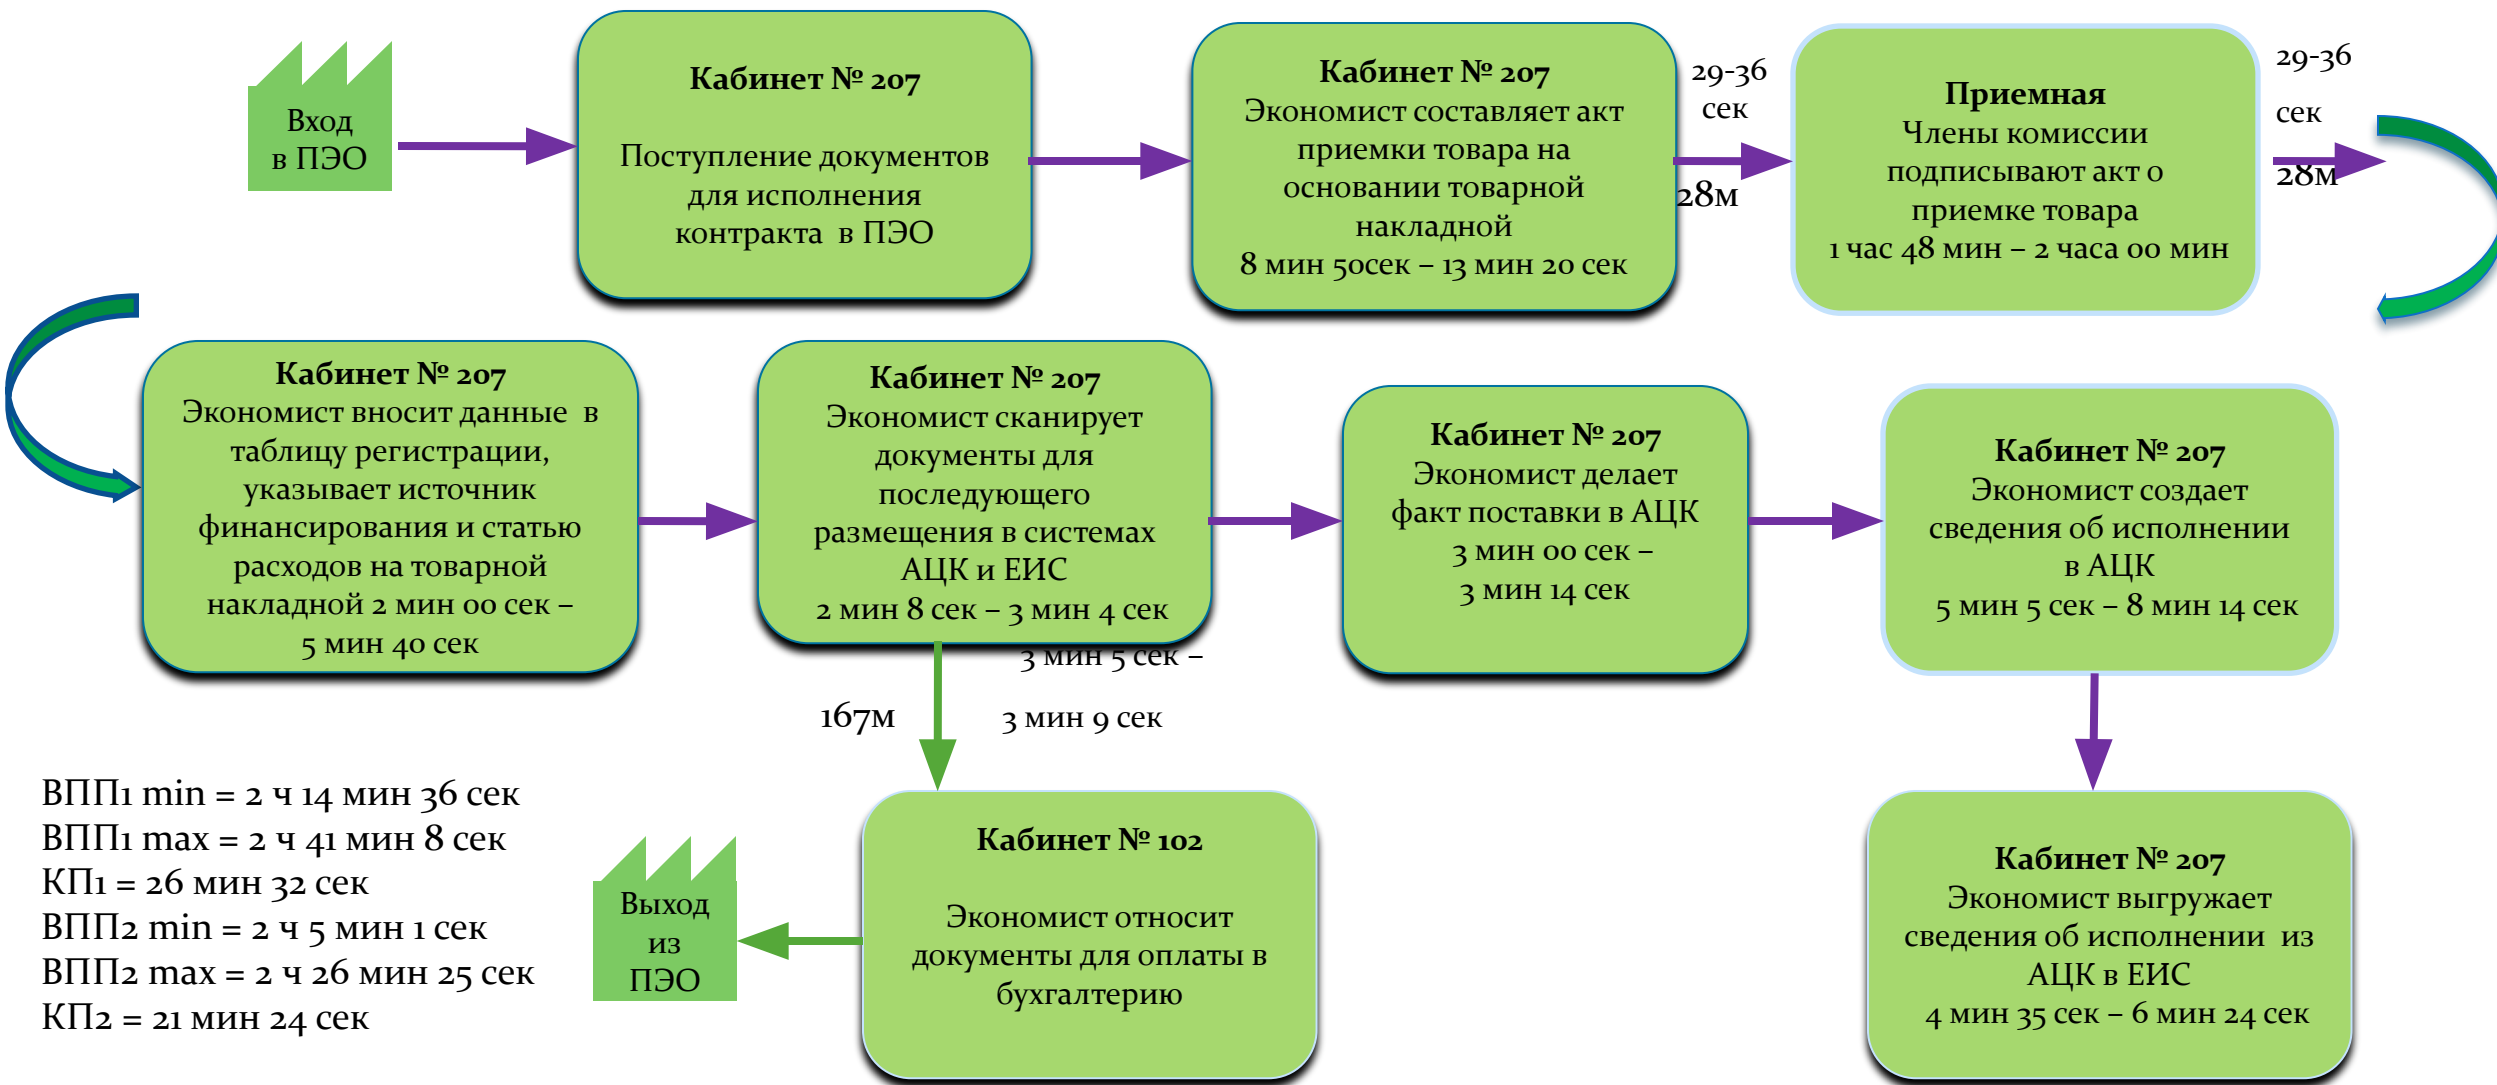 Вход
в ПЭО
Кабинет № 207
Поступление документов
для исполнения
контракта в ПЭО
Кабинет № 207
Экономист составляет акт
приемки товара на
основании товарной
накладной
8 мин 50сек – 13 мин 20 сек
29-36
сек
28м
Приемная
Члены комиссии
подписывают акт о
приемке товара
1 час 48 мин – 2 часа 00 мин
29-36
сек
28м
Кабинет № 207
Экономист вносит данные в
таблицу регистрации,
указывает источник
финансирования и статью
расходов на товарной
накладной 2 мин 00 сек –
5 мин 40 сек
Кабинет № 207
Экономист сканирует
документы для
последующего
размещения в системах
АЦК и ЕИС
2 мин 8 сек – 3 мин 4 сек
Кабинет № 207
Экономист делает
факт поставки в АЦК
3 мин 00 сек –
3 мин 14 сек
Кабинет № 207
Экономист создает
сведения об исполнении
в АЦК
5 мин 5 сек – 8 мин 14 сек
167м
3 мин 5 сек –
3 мин 9 сек
ВПП1 min = 2 ч 14 мин 36 сек
ВПП1 max = 2 ч 41 мин 8 сек
КП1 = 26 мин 32 сек
ВПП2 min = 2 ч 5 мин 1 сек
ВПП2 max = 2 ч 26 мин 25 сек
КП2 = 21 мин 24 сек
Выход
из
ПЭО
Кабинет № 102
Экономист относит
документы для оплаты в
бухгалтерию
Кабинет № 207
Экономист выгружает
сведения об исполнении из
АЦК в ЕИС
4 мин 35 сек – 6 мин 24 сек